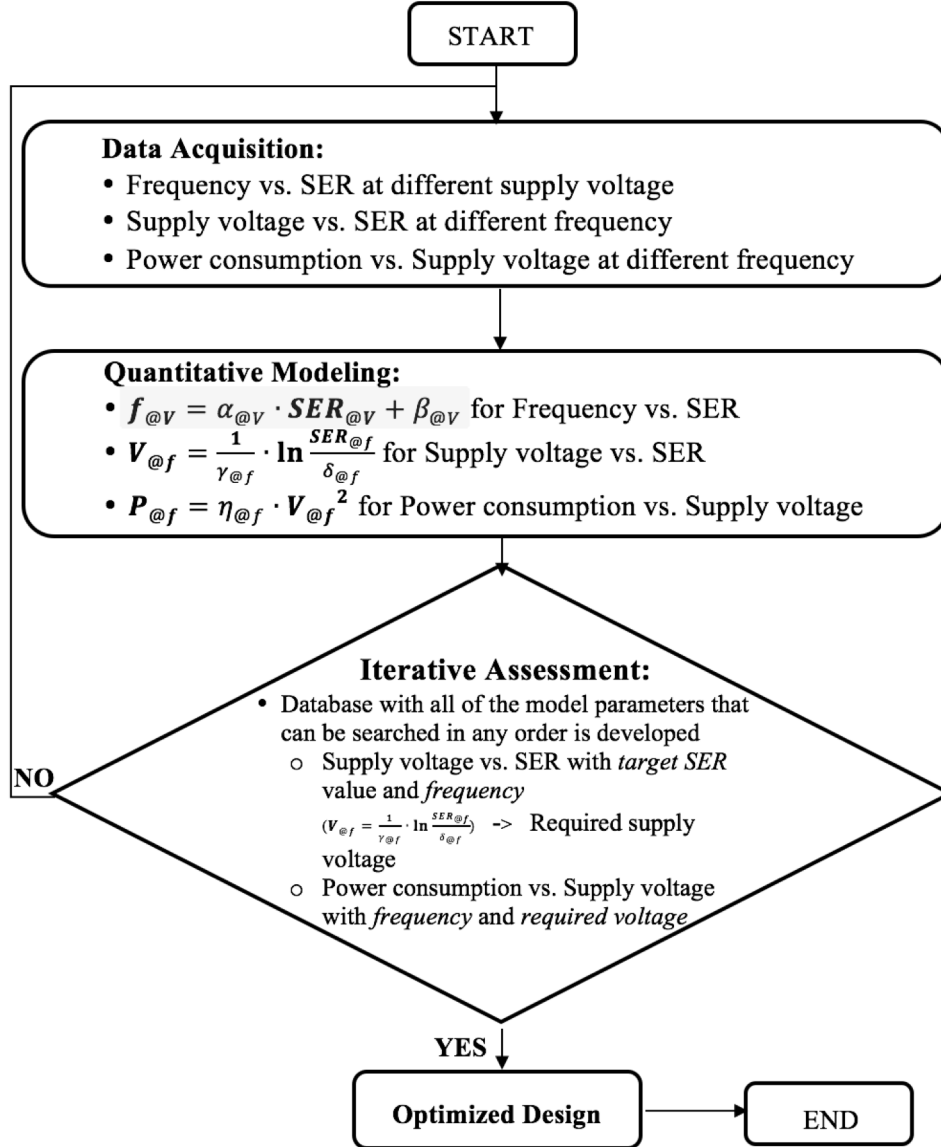 START
Data Acquisition:
• Frequency vs. SER at different supply voltage
• Supply voltage vs. SER at different frequency
• Power consumption vs. Supply voltage at different frequency
Quantitative Modeling:
• f@V = α@V · SER@V + β@V for Frequency vs. SER
• V@f = 1/γ@f · ln SER@f/δ@f for Supply voltage vs. SER
• P@f = η@f · V@f² for Power consumption vs. Supply voltage
Iterative Assessment:
• Database with all of the model parameters that
can be searched in any order is developed
○ Supply voltage vs. SER with target SER
value and frequency
(V@f = 1/γ@f · ln SER@f/δ@f) -> Required supply
voltage
○ Power consumption vs. Supply voltage
with frequency and required voltage
NO
YES
Optimized Design
END